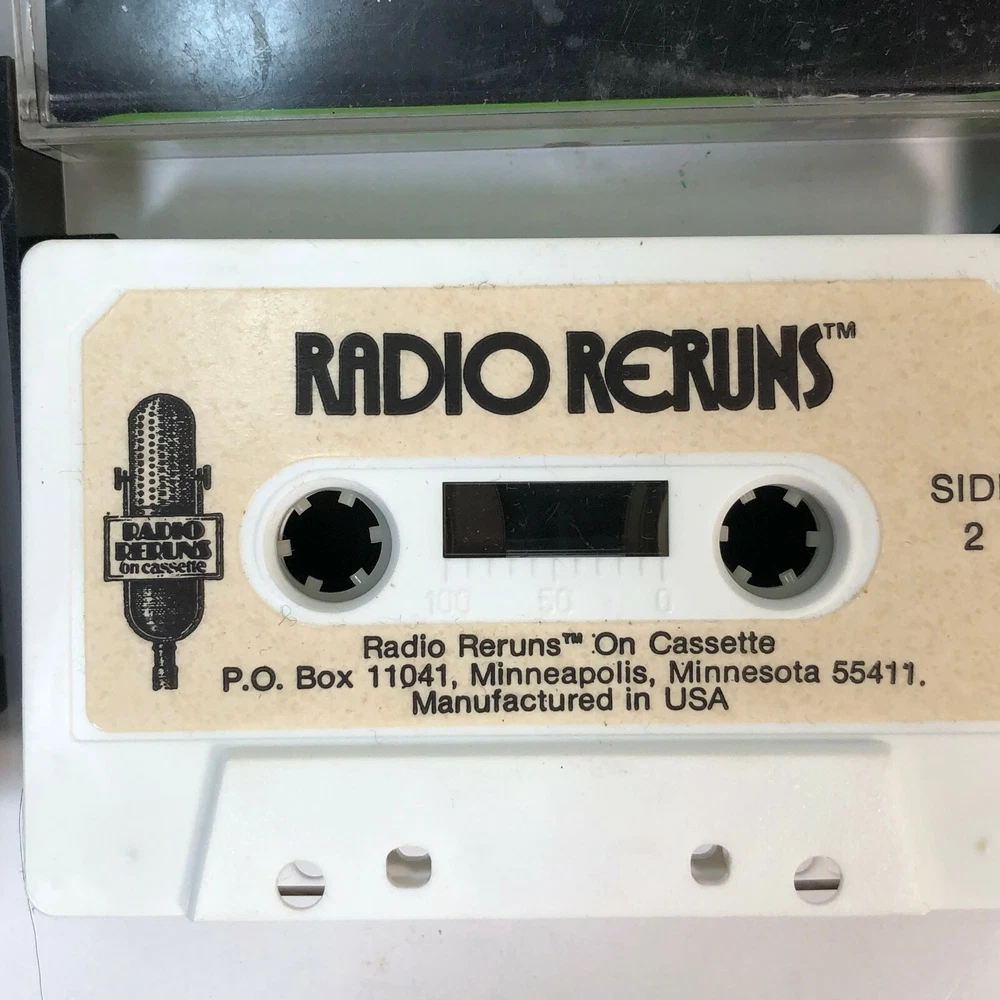 RADIO RERUNS™
RADIO
RERUNS
on cassette
SIDE
2
100 50 0
Radio Reruns™ On Cassette
P.O. Box 11041, Minneapolis, Minnesota 55411.
Manufactured in USA